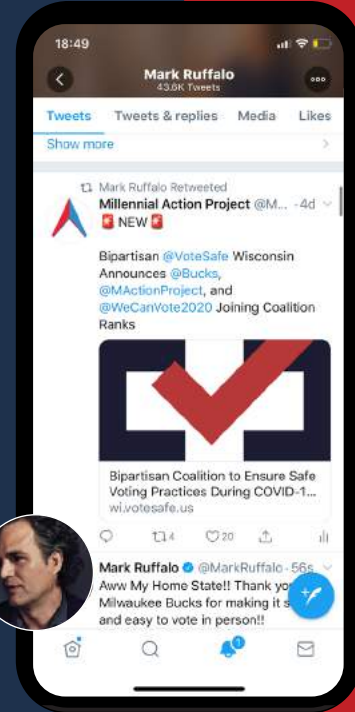 18:49
Mark Ruffalo
43.6K Tweets
Tweets Tweets & replies Media Likes
Show more
Mark Ruffalo Retweeted
Millennial Action Project @M... · 4d
🚨 NEW 🚨
Bipartisan @VoteSafe Wisconsin
Announces @Bucks,
@MActionProject, and
@WeCanVote2020 Joining Coalition
Ranks
Bipartisan Coalition to Ensure Safe
Voting Practices During COVID-1...
wi.votesafe.us
4 20
Mark Ruffalo @MarkRuffalo · 56s
Aww My Home State!! Thank
Milwaukee Bucks for making it
and easy to vote in person!!